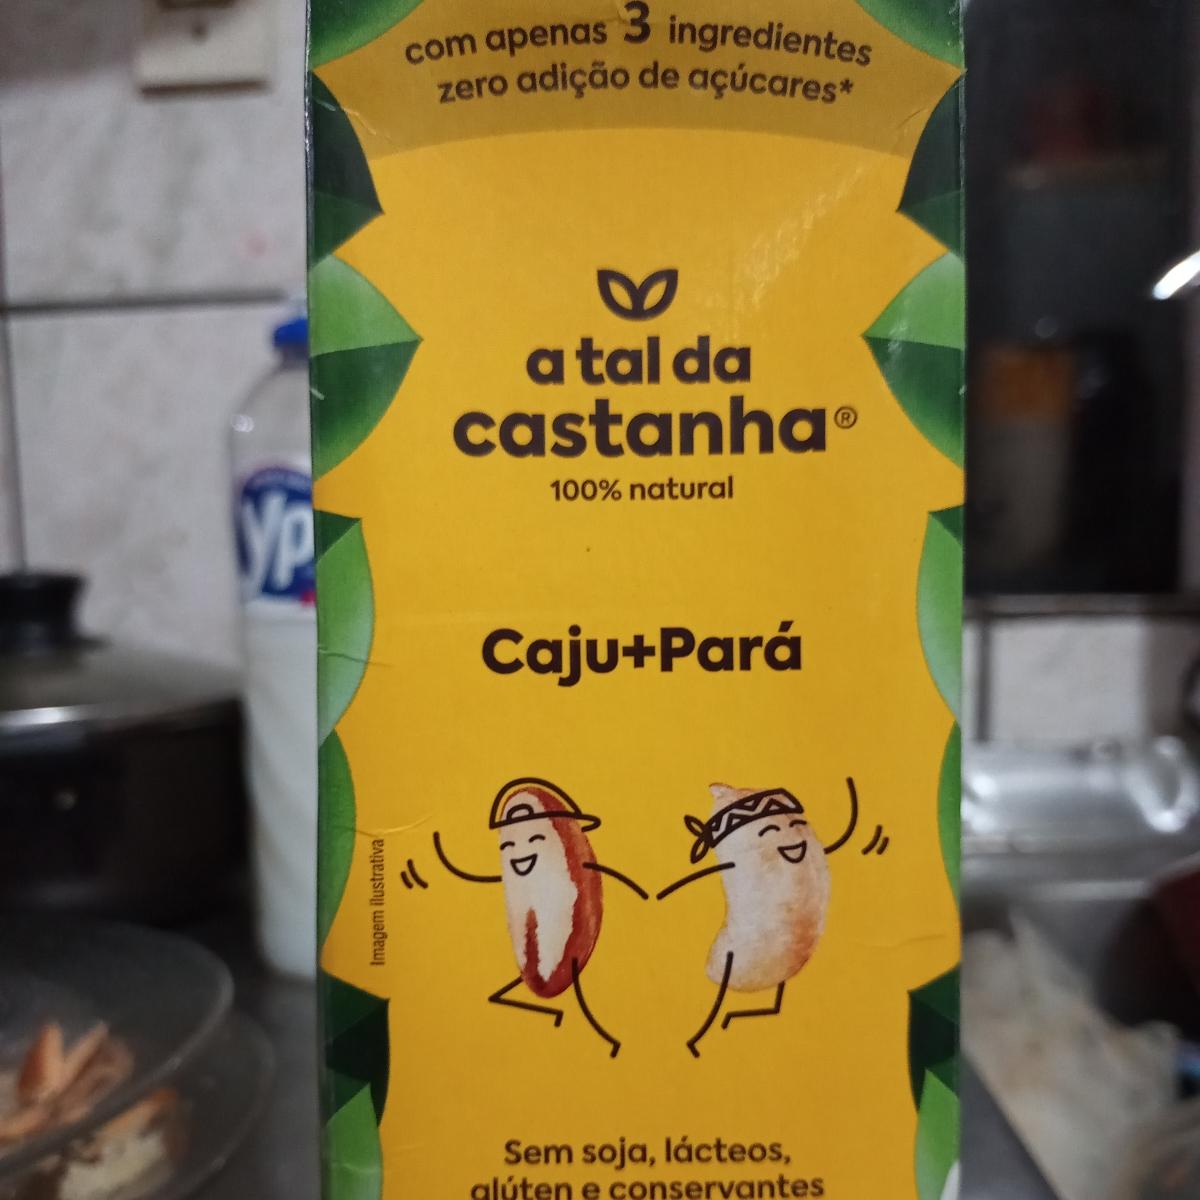 com apenas 3 ingredientes
zero adição de açúcares*
a tal da
castanha®
100% natural
Caju+Pará
Imagem ilustrativa
Sem soja, lácteos,
glúten e conservantes